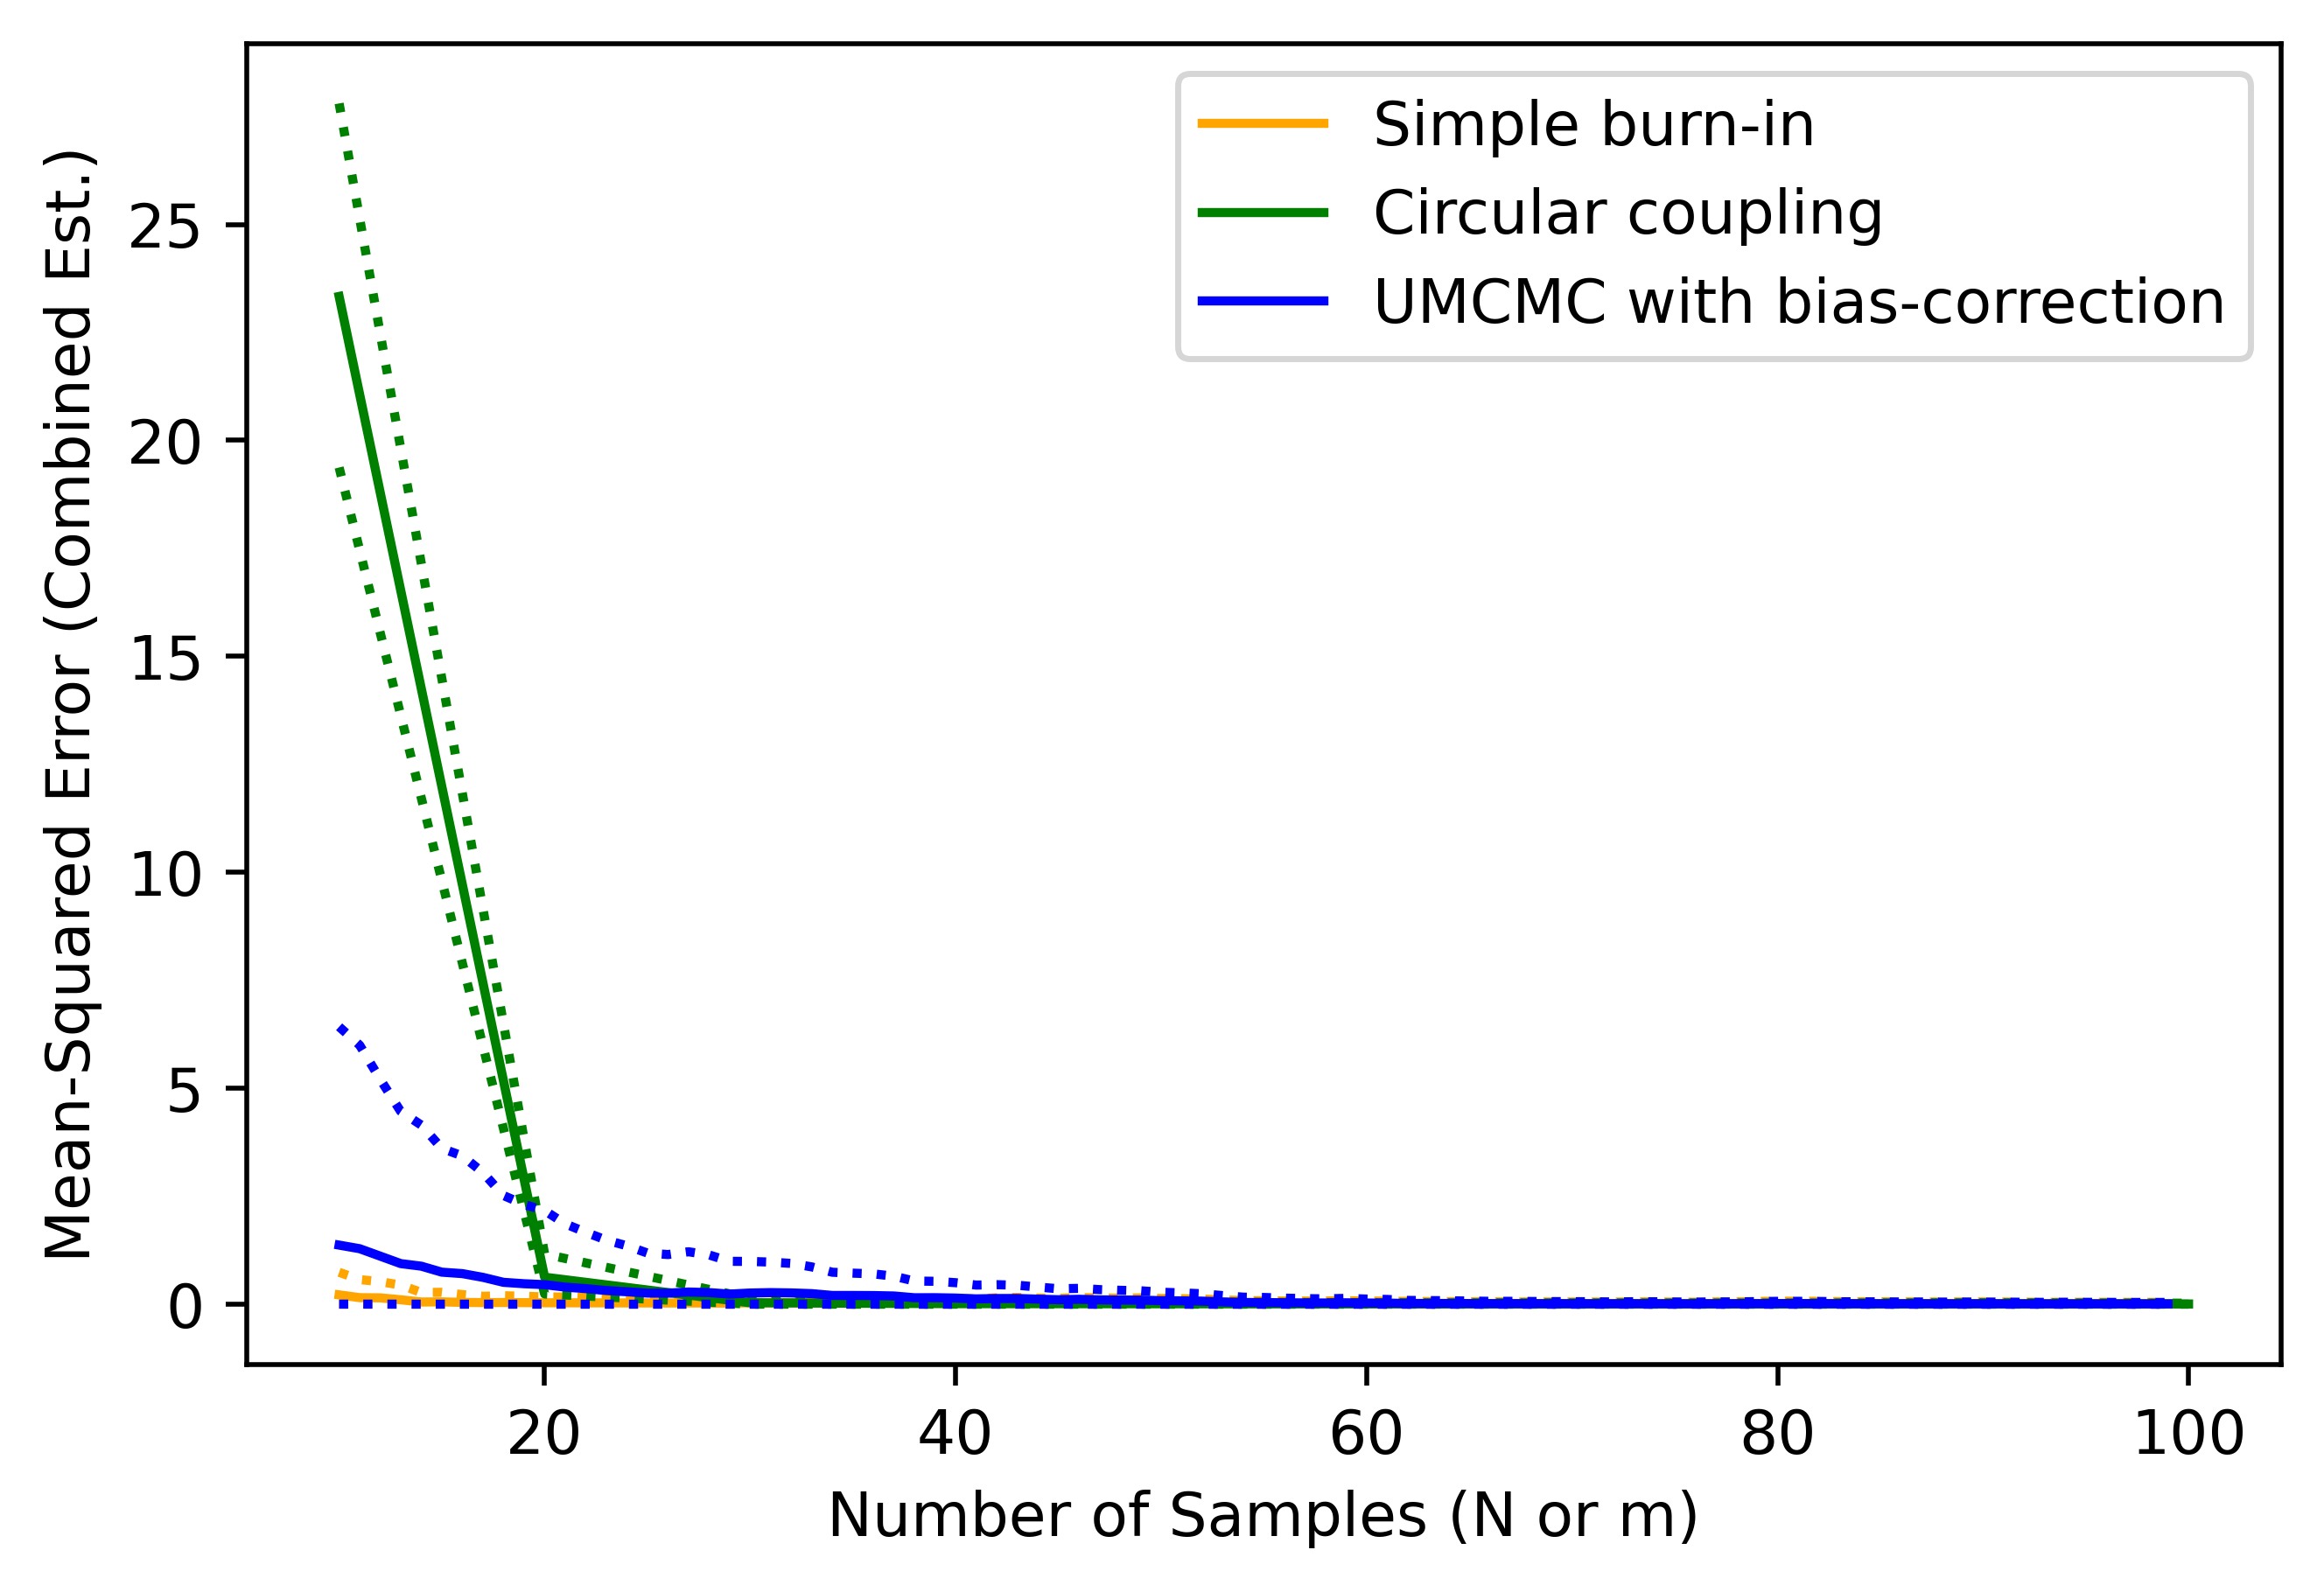 Mean-Squared Error (Combined Est.)
25
20
15
10
5
0
Simple burn-in
Circular coupling
UMCMC with bias-correction
20
40
60
80
100
Number of Samples (N or m)